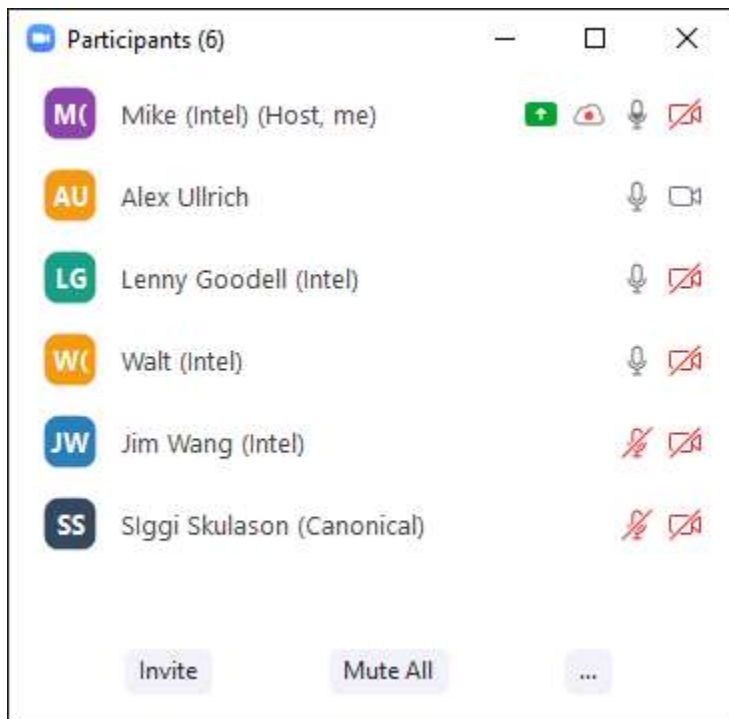 Participants (6)
M( Mike (Intel) (Host, me)
AU Alex Ullrich
LG Lenny Goodell (Intel)
W( Walt (Intel)
JW Jim Wang (Intel)
SS SIggi Skulason (Canonical)
Invite Mute All ...